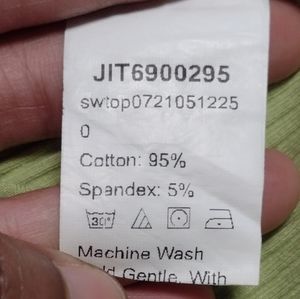 JIT6900295
swtop0721051225
0
Cotton: 95%
Spandex: 5%
30°
Machine Wash
Gentle, With